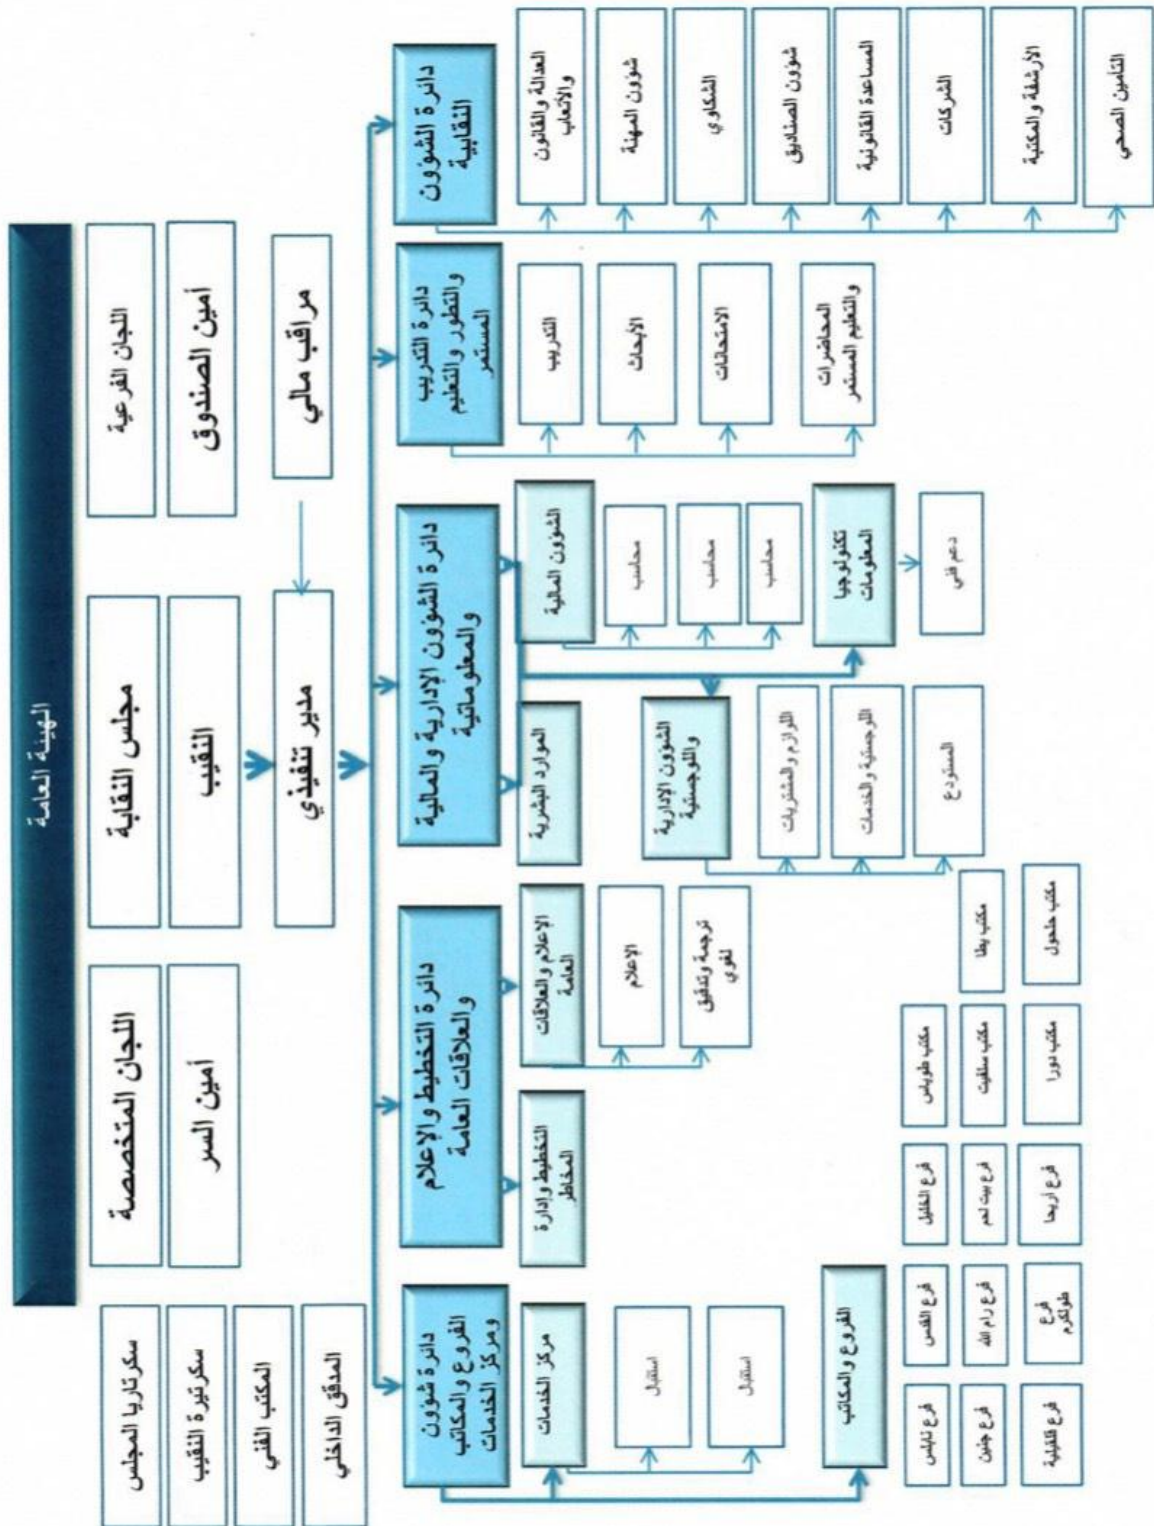 الهيئة العامة
اللجان الفرعية
مجلس النقابة
اللجان المتخصصة
سكرتاريا المجلس
أمين الصندوق
النقيب
أمين السر
سكرتيرة النقيب
المكتب الفني
مراقب مالي
مدير تنفيذي
المدقق الداخلي
دائرة الشؤون
النقابية
العدالة والقانون
والأتعاب
شؤون المهنة
الشكاوي
شؤون الصناديق
المساعدة القانونية
الشركات
الأرشفة والمكتبة
التأمين الصحي
دائرة التدريب
والتطور والتعليم
المستمر
التدريب
الأبحاث
الامتحانات
المحاضرات
والتعليم المستمر
دائرة الشؤون الإدارية والمالية
والمعلوماتية
الشؤون المالية
محاسب
محاسب
محاسب
تكنولوجيا
المعلومات
دعم فني
الموارد البشرية
الشؤون الإدارية
واللوجستية
اللوازم والمشتريات
اللوجستية والخدمات
المستودع
دائرة التخطيط والإعلام
والعلاقات العامة
الإعلام والعلاقات
العامة
الإعلام
ترجمة وتدقيق
لغوي
التخطيط وإدارة
المخاطر
دائرة شؤون
الفروع والمكاتب
ومركز الخدمات
مركز الخدمات
استقبال
استقبال
الفروع والمكاتب
مكتب طوباس
فرع الخليل
فرع القدس
فرع نابلس
مكتب يطا
مكتب سلفيت
فرع بيت لحم
فرع رام الله
فرع جنين
مكتب حلحول
مكتب دورا
فرع أريحا
فرع
طولكرم
فرع قلقيلية